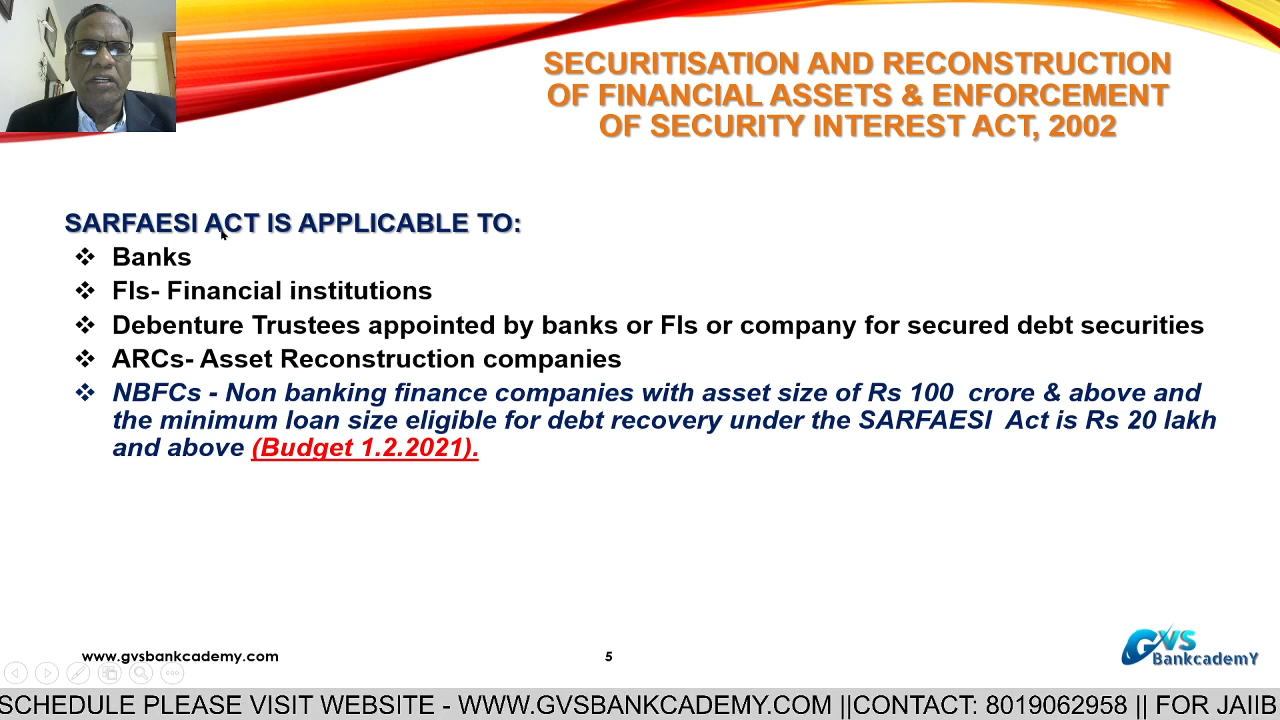 SECURITISATION AND RECONSTRUCTION
OF FINANCIAL ASSETS & ENFORCEMENT
OF SECURITY INTEREST ACT, 2002
SARFAESI ACT IS APPLICABLE TO:
❖ Banks
❖ FIs- Financial institutions
❖ Debenture Trustees appointed by banks or FIs or company for secured debt securities
❖ ARCs- Asset Reconstruction companies
❖ NBFCs - Non banking finance companies with asset size of Rs 100 crore & above and
the minimum loan size eligible for debt recovery under the SARFAESI Act is Rs 20 lakh
and above (Budget 1.2.2021).
www.gvsbankcademy.com
5
GVS
BankcademY
SCHEDULE PLEASE VISIT WEBSITE - WWW.GVSBANKCADEMY.COM ||CONTACT: 8019062958 || FOR JAIIB